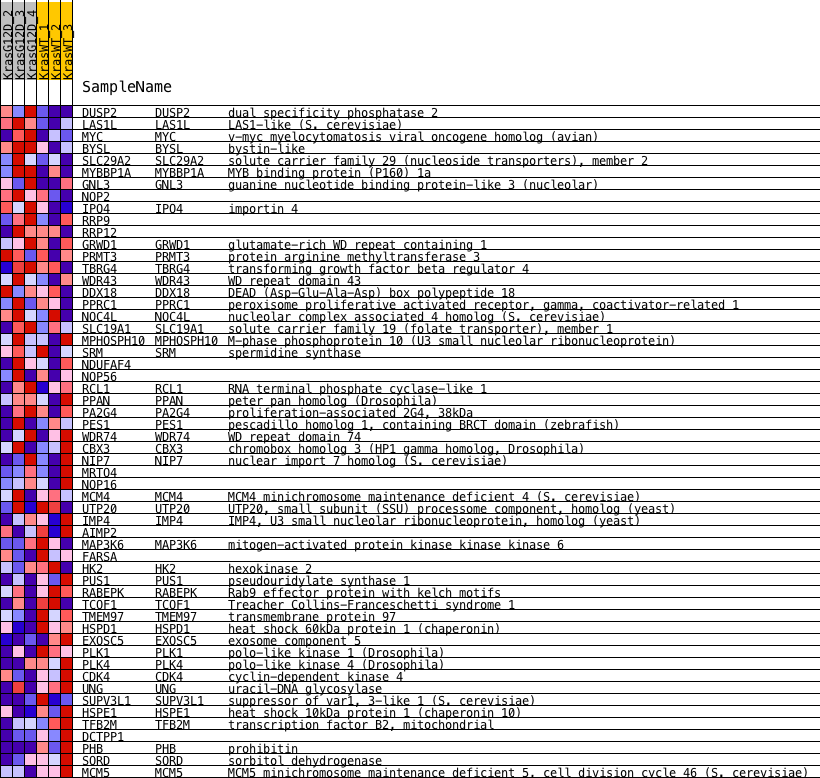 KrasG12D_2
KrasG12D_3
KrasG12D_4
KrasWT_1
KrasWT_2
KrasWT_3
SampleName
DUSP2 DUSP2 dual specificity phosphatase 2
LAS1L LAS1L LAS1-like (S. cerevisiae)
MYC MYC v-myc myelocytomatosis viral oncogene homolog (avian)
BYSL BYSL bystin-like
SLC29A2 SLC29A2 solute carrier family 29 (nucleoside transporters), member 2
MYBBP1A MYBBP1A MYB binding protein (P160) 1a
GNL3 GNL3 guanine nucleotide binding protein-like 3 (nucleolar)
NOP2
IPO4 IPO4 importin 4
RRP9
RRP12
GRWD1 GRWD1 glutamate-rich WD repeat containing 1
PRMT3 PRMT3 protein arginine methyltransferase 3
TBRG4 TBRG4 transforming growth factor beta regulator 4
WDR43 WDR43 WD repeat domain 43
DDX18 DDX18 DEAD (Asp-Glu-Ala-Asp) box polypeptide 18
PPRC1 PPRC1 peroxisome proliferative activated receptor, gamma, coactivator-related 1
NOC4L NOC4L nucleolar complex associated 4 homolog (S. cerevisiae)
SLC19A1 SLC19A1 solute carrier family 19 (folate transporter), member 1
MPHOSPH10 MPHOSPH10 M-phase phosphoprotein 10 (U3 small nucleolar ribonucleoprotein)
SRM SRM spermidine synthase
NDUFAF4
NOP56
RCL1 RCL1 RNA terminal phosphate cyclase-like 1
PPAN PPAN peter pan homolog (Drosophila)
PA2G4 PA2G4 proliferation-associated 2G4, 38kDa
PES1 PES1 pescadillo homolog 1, containing BRCT domain (zebrafish)
WDR74 WDR74 WD repeat domain 74
CBX3 CBX3 chromobox homolog 3 (HP1 gamma homolog, Drosophila)
NIP7 NIP7 nuclear import 7 homolog (S. cerevisiae)
MRTO4
NOP16
MCM4 MCM4 MCM4 minichromosome maintenance deficient 4 (S. cerevisiae)
UTP20 UTP20 UTP20, small subunit (SSU) processome component, homolog (yeast)
IMP4 IMP4 IMP4, U3 small nucleolar ribonucleoprotein, homolog (yeast)
AIMP2
MAP3K6 MAP3K6 mitogen-activated protein kinase kinase kinase 6
FARSA
HK2 HK2 hexokinase 2
PUS1 PUS1 pseudouridylate synthase 1
RABEPK RABEPK Rab9 effector protein with kelch motifs
TCOF1 TCOF1 Treacher Collins-Franceschetti syndrome 1
TMEM97 TMEM97 transmembrane protein 97
HSPD1 HSPD1 heat shock 60kDa protein 1 (chaperonin)
EXOSC5 EXOSC5 exosome component 5
PLK1 PLK1 polo-like kinase 1 (Drosophila)
PLK4 PLK4 polo-like kinase 4 (Drosophila)
CDK4 CDK4 cyclin-dependent kinase 4
UNG UNG uracil-DNA glycosylase
SUPV3L1 SUPV3L1 suppressor of var1, 3-like 1 (S. cerevisiae)
HSPE1 HSPE1 heat shock 10kDa protein 1 (chaperonin 10)
TFB2M TFB2M transcription factor B2, mitochondrial
DCTPP1
PHB PHB prohibitin
SORD SORD sorbitol dehydrogenase
MCM5 MCM5 MCM5 minichromosome maintenance deficient 5, cell division cycle 46 (S. cerevisiae)